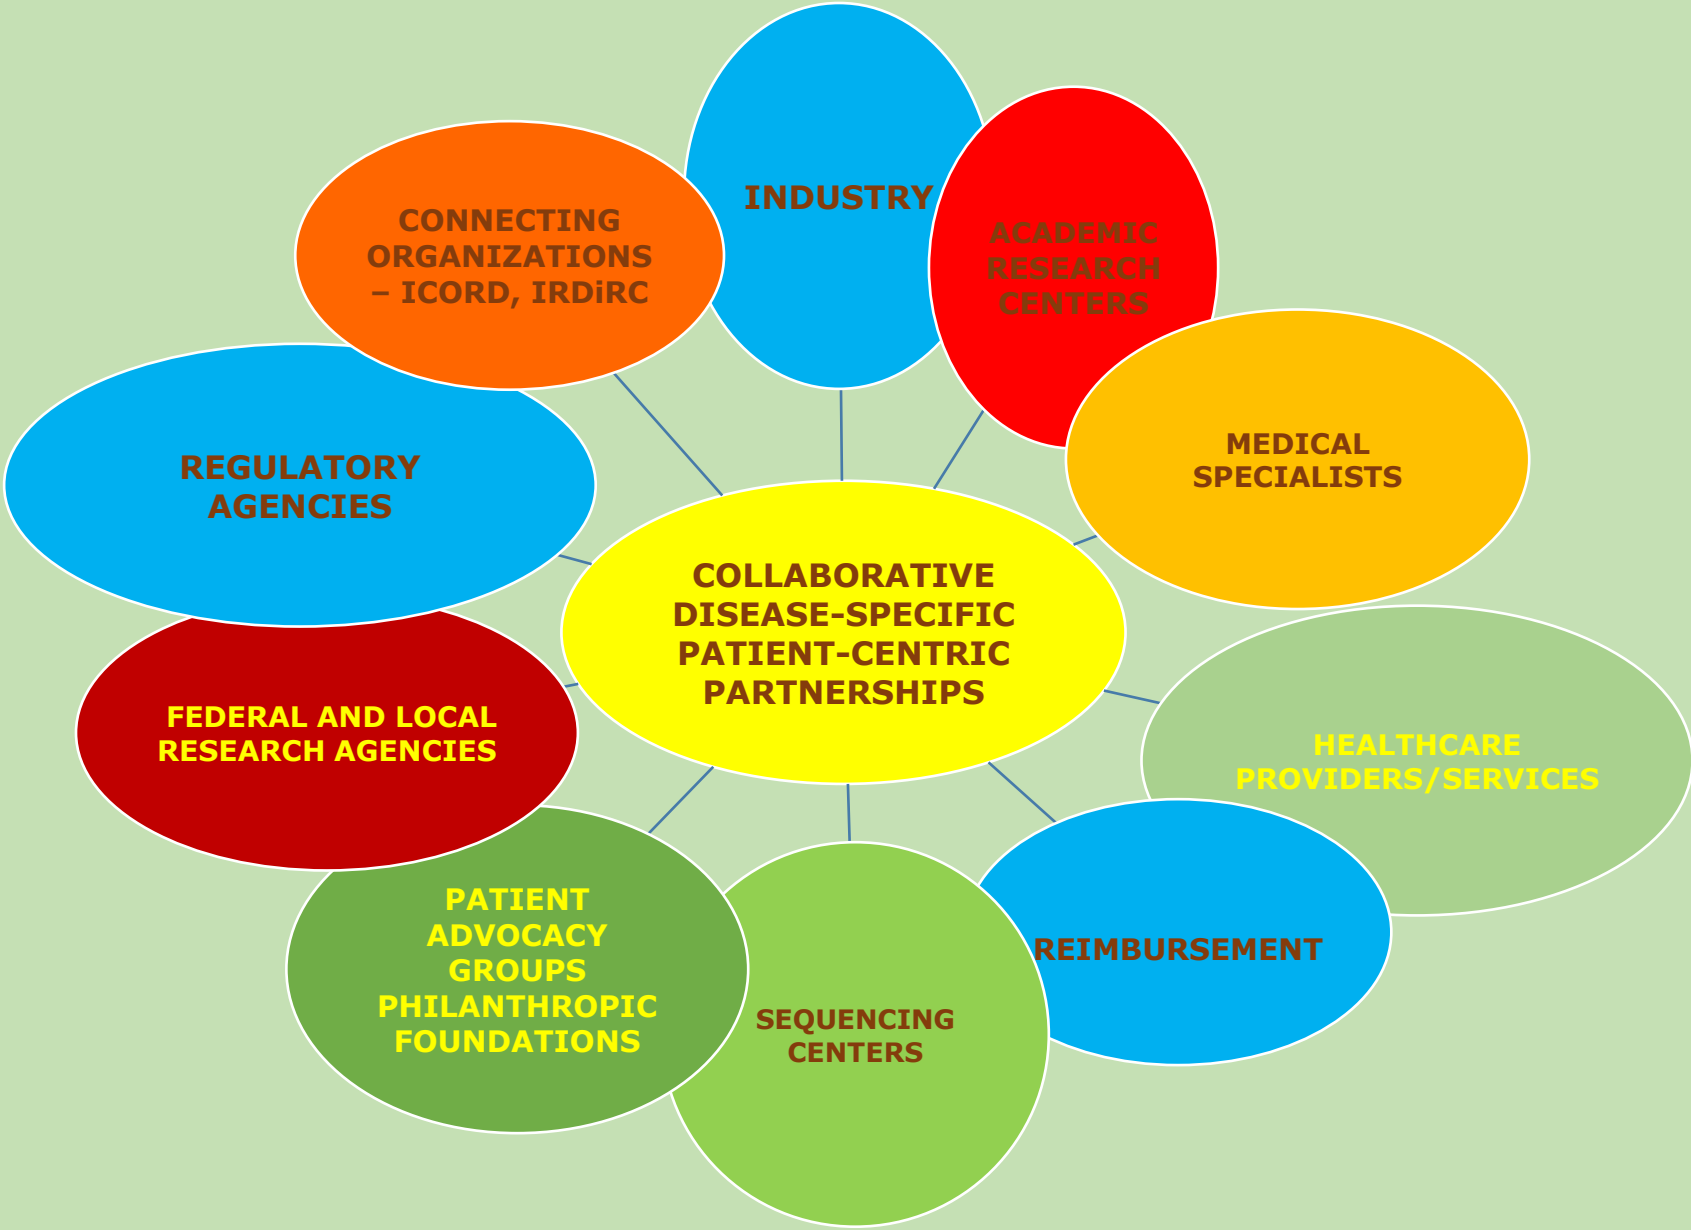 INDUSTRY
ACADEMIC
RESEARCH
CENTERS
MEDICAL
SPECIALISTS
HEALTHCARE
PROVIDERS/SERVICES
REIMBURSEMENT
SEQUENCING
CENTERS
PATIENT
ADVOCACY
GROUPS
PHILANTHROPIC
FOUNDATIONS
FEDERAL AND LOCAL
RESEARCH AGENCIES
REGULATORY
AGENCIES
CONNECTING
ORGANIZATIONS
– ICORD, IRDiRC
COLLABORATIVE
DISEASE-SPECIFIC
PATIENT-CENTRIC
PARTNERSHIPS